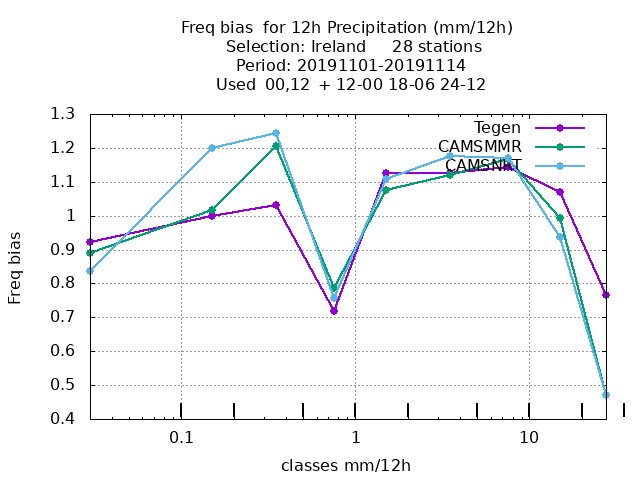 Freq bias  for 12h Precipitation (mm/12h)
Selection: Ireland     28 stations
Period: 20191101-20191114
Used  00,12  + 12-00 18-06 24-12
1.3
1.2
1.1
1
0.9
0.8
0.7
0.6
0.5
0.4
Freq bias
Tegen
CAMSMMR
CAMSNKT
0.1
1
10
classes mm/12h